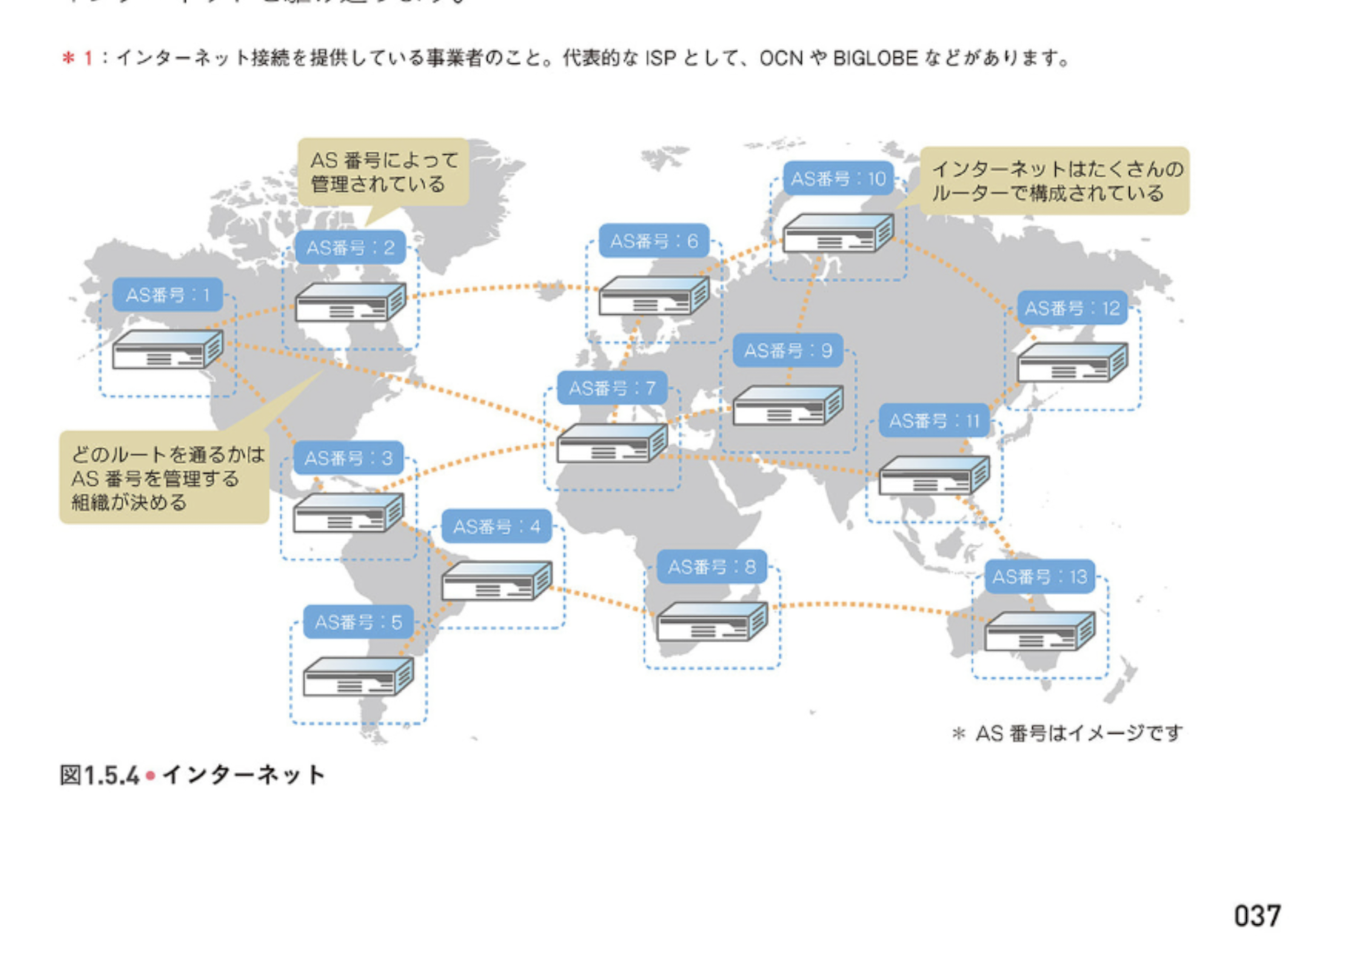 ＊1：インターネット接続を提供している事業者のこと。代表的な ISP として、OCN や BIGLOBE などがあります。
AS 番号によって
管理されている
AS番号：10
インターネットはたくさんの
ルーターで構成されている
AS番号：2
AS番号：6
AS番号：1
AS番号：12
AS番号：9
AS番号：7
AS番号：11
どのルートを通るかは
AS 番号を管理する
組織が決める
AS番号：3
AS番号：4
AS番号：8
AS番号：13
AS番号：5
＊ AS 番号はイメージです
図1.5.4●インターネット
037